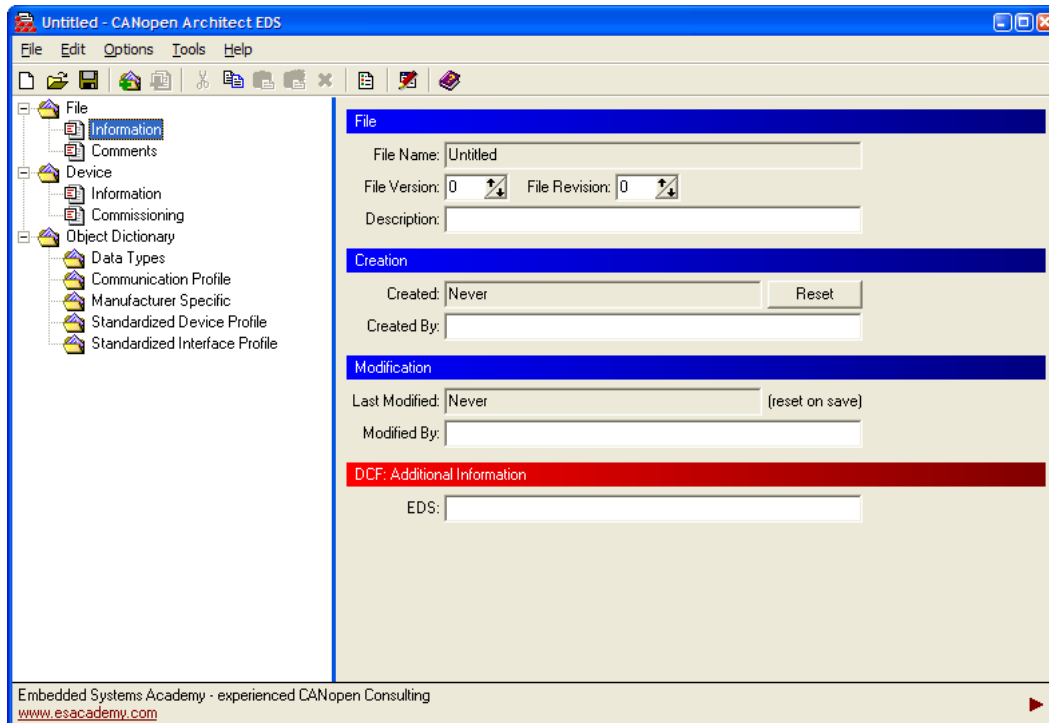 Untitled - CANopen Architect EDS
File Edit Options Tools Help
File
Information
Comments
Device
Information
Commissioning
Object Dictionary
Data Types
Communication Profile
Manufacturer Specific
Standardized Device Profile
Standardized Interface Profile
File
File Name: Untitled
File Version: 0 File Revision: 0
Description:
Creation
Created: Never Reset
Created By:
Modification
Last Modified: Never (reset on save)
Modified By:
DCF: Additional Information
EDS:
Embedded Systems Academy - experienced CANopen Consulting
www.esacademy.com